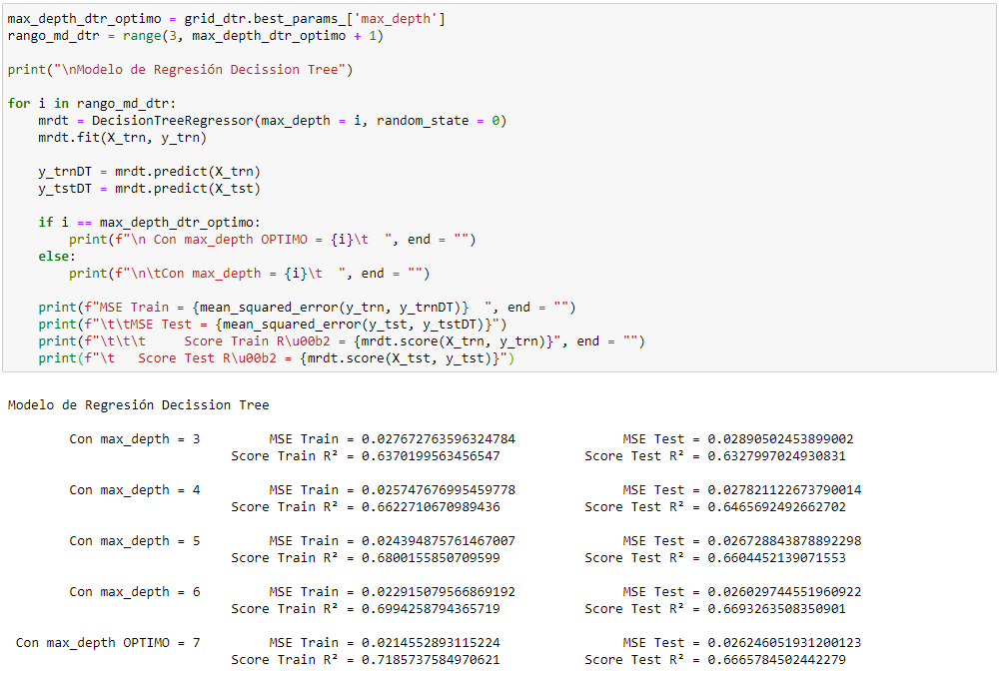 max_depth_dtr_optimo = grid_dtr.best_params_['max_depth']
rango_md_dtr = range(3, max_depth_dtr_optimo + 1)

print("\nModelo de Regresión Decission Tree")

for i in rango_md_dtr:
    mrdt = DecisionTreeRegressor(max_depth = i, random_state = 0)
    mrdt.fit(X_trn, y_trn)

    y_trnDT = mrdt.predict(X_trn)
    y_tstDT = mrdt.predict(X_tst)

    if i == max_depth_dtr_optimo:
        print(f"\n Con max_depth OPTIMO = {i}\t  ", end = "")
    else:
        print(f"\n\tCon max_depth = {i}\t  ", end = "")

    print(f"MSE Train = {mean_squared_error(y_trn, y_trnDT)}  ", end = "")
    print(f"\t\tMSE Test = {mean_squared_error(y_tst, y_tstDT)}")
    print(f"\t\t\t     Score Train R\u00b2 = {mrdt.score(X_trn, y_trn)}", end = "")
    print(f"\t   Score Test R\u00b2 = {mrdt.score(X_tst, y_tst)}")

Modelo de Regresión Decission Tree

        Con max_depth = 3         MSE Train = 0.027672763596324784              MSE Test = 0.02890502453899002
                             Score Train R² = 0.6370199563456547           Score Test R² = 0.6327997024930831

        Con max_depth = 4         MSE Train = 0.025747676995459778              MSE Test = 0.027821122673790014
                             Score Train R² = 0.6622710670989436           Score Test R² = 0.6465692492662702

        Con max_depth = 5         MSE Train = 0.024394875761467007              MSE Test = 0.026728843878892298
                             Score Train R² = 0.6800155850709599           Score Test R² = 0.6604452139071553

        Con max_depth = 6         MSE Train = 0.022915079566869192              MSE Test = 0.026029744551960922
                             Score Train R² = 0.6994258794365719           Score Test R² = 0.6693263508350901

 Con max_depth OPTIMO = 7         MSE Train = 0.0214552893115224                MSE Test = 0.026246051931200123
                             Score Train R² = 0.7185737584970621           Score Test R² = 0.6665784502442279